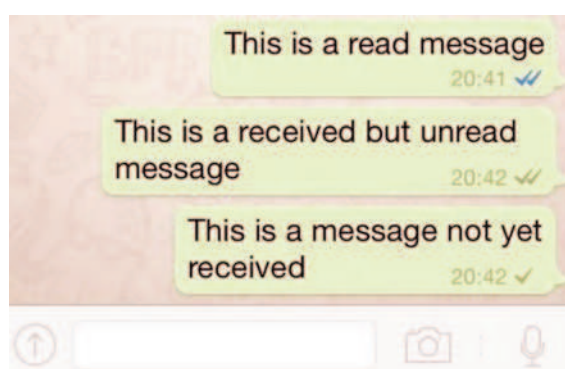 This is a read message
20:41
This is a received but unread
message
20:42
This is a message not yet
received
20:42